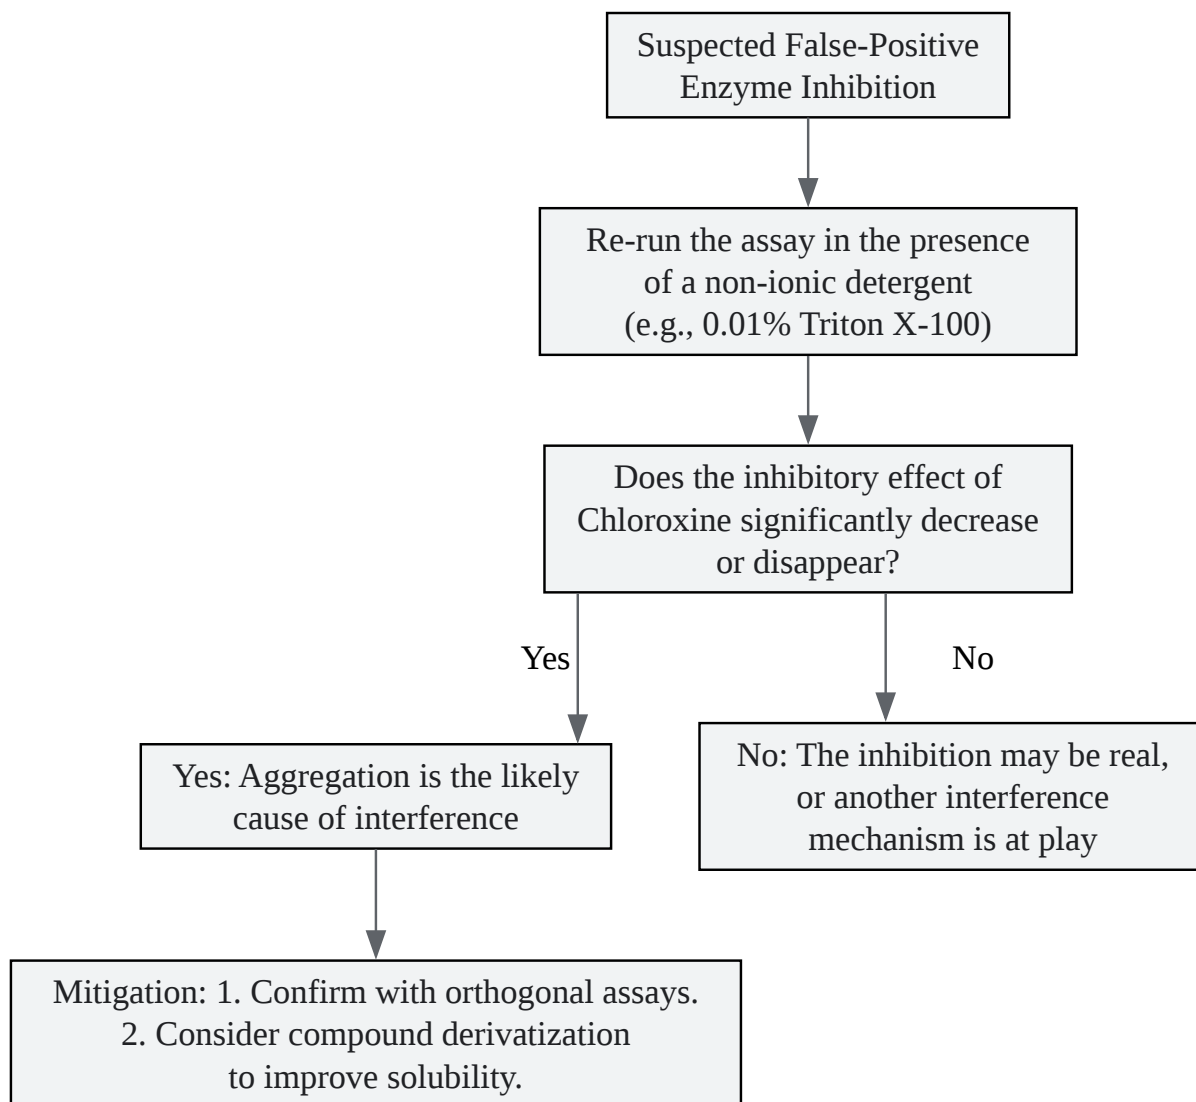 Suspected False-Positive
Enzyme Inhibition
Re-run the assay in the presence
of a non-ionic detergent
(e.g., 0.01% Triton X-100)
Does the inhibitory effect of
Chloroxine significantly decrease
or disappear?
Yes
No
Yes: Aggregation is the likely
cause of interference
No: The inhibition may be real,
or another interference
mechanism is at play
Mitigation: 1. Confirm with orthogonal assays.
2. Consider compound derivatization
to improve solubility.